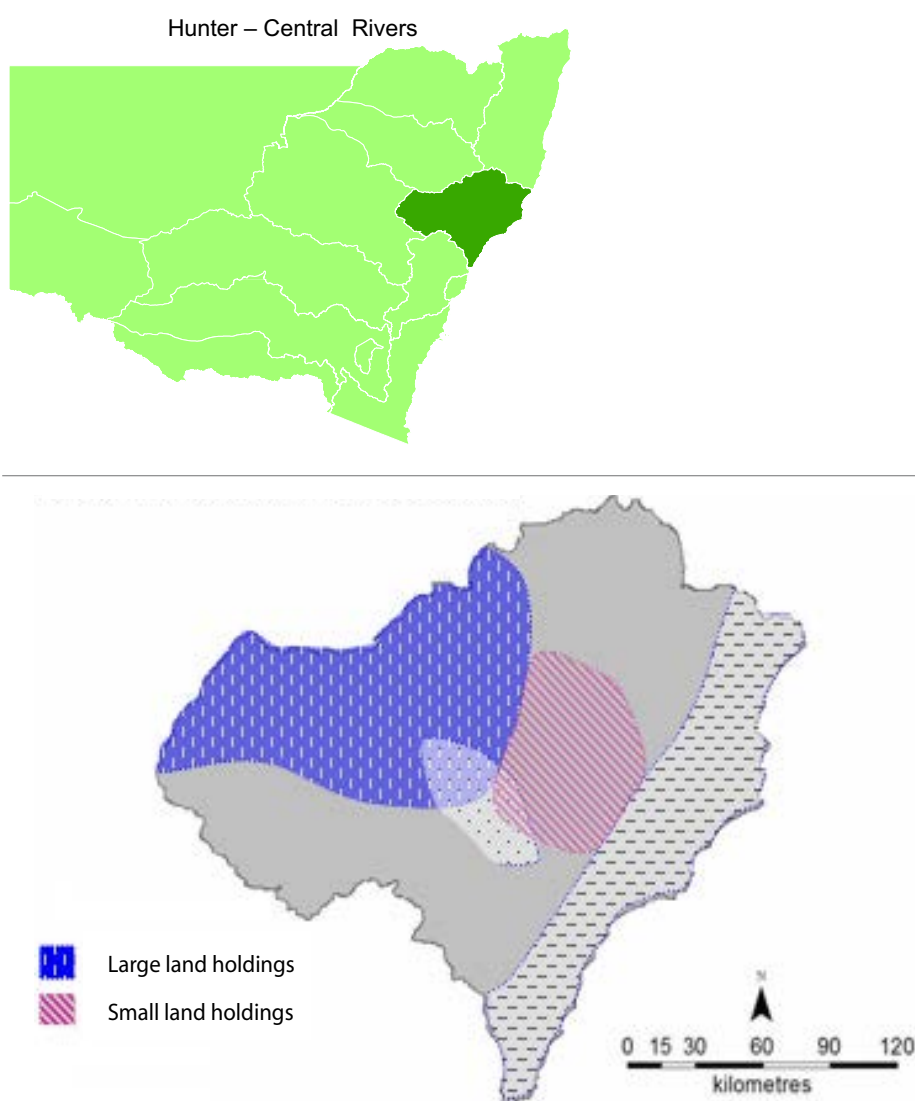 Hunter – Central Rivers
Large land holdings
Small land holdings
N
0 15 30 60 90 120
kilometres